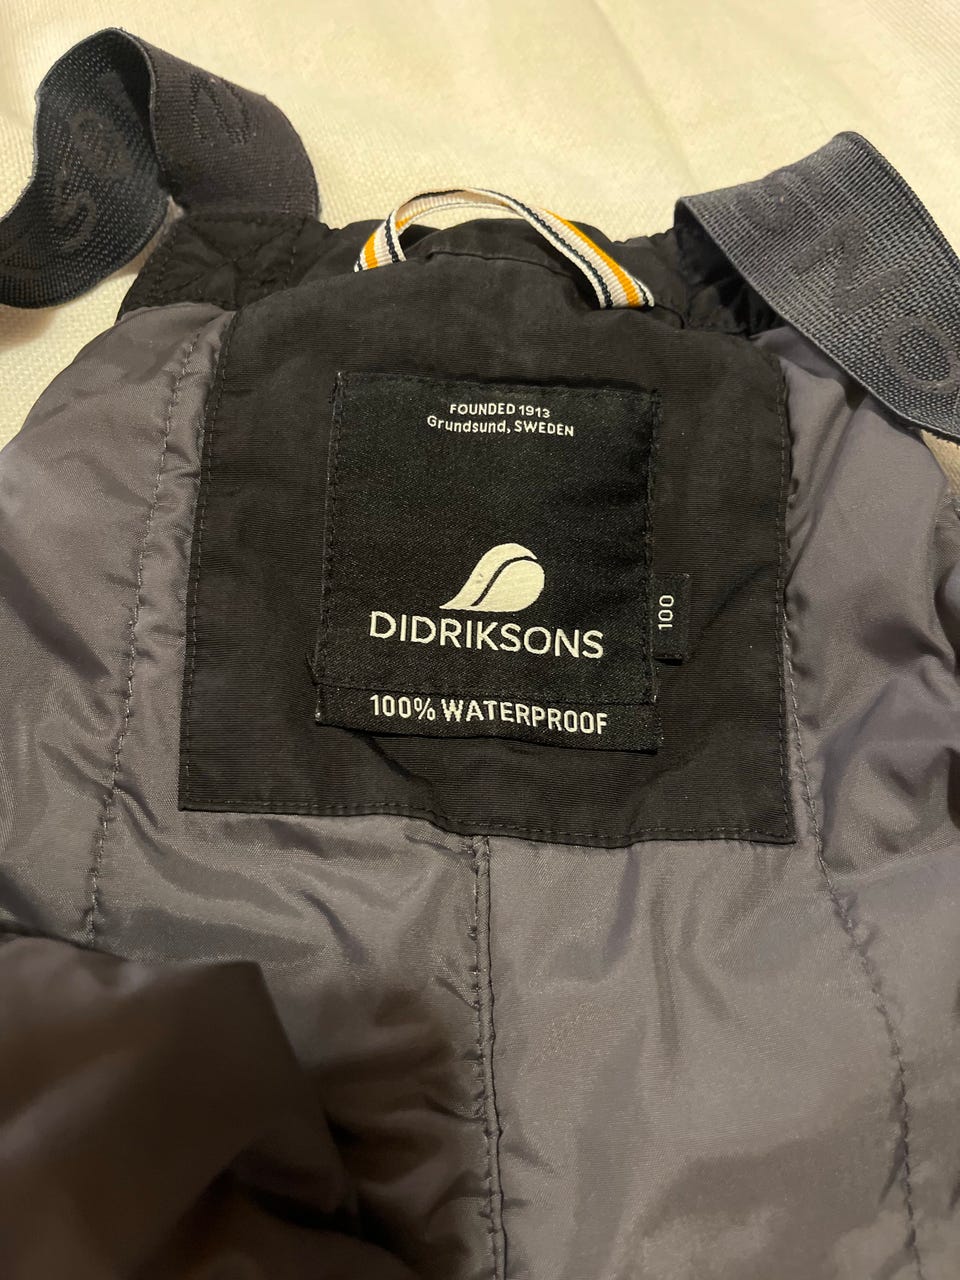 FOUNDED 1913
Grundsund, SWEDEN
DIDRIKSONS
100
100% WATERPROOF